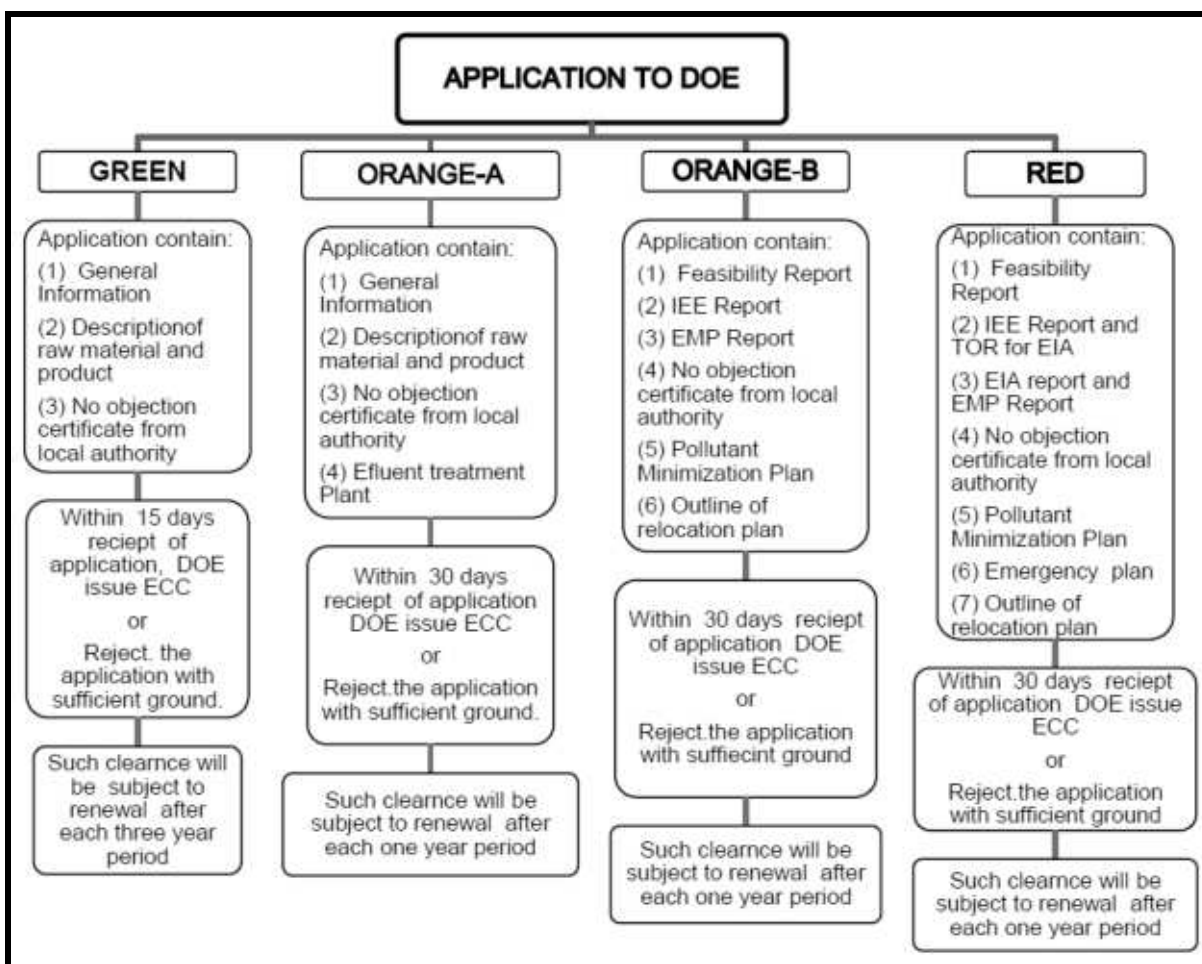 APPLICATION TO DOE
GREEN
Application contain:
(1) General
Information
(2) Descriptionof
raw material and
product
(3) No objection
certificate from
local authority
Within 15 days
reciept of
application, DOE
issue ECC
or
Reject. the
application with
sufficient ground.
Such clearnce will
be subject to
renewal after
each three year
period
ORANGE-A
Application contain:
(1) General
Information
(2) Descriptionof raw
material and product
(3) No objection
certificate from local
authority
(4) Efluent treatment
Plant
Within 30 days
reciept of application
DOE issue ECC
or
Reject.the application
with sufficient ground.
Such clearnce will be
subject to renewal after
each one year period
ORANGE-B
Application contain:
(1) Feasibility Report
(2) IEE Report
(3) EMP Report
(4) No objection
certificate from local
authority
(5) Pollutant
Minimization Plan
(6) Outline of
relocation plan
Within 30 days reciept
of application DOE
issue ECC
or
Reject.the application
with suffiecint ground
Such clearnce will be
subject to renewal after
each one year period
RED
Application contain:
(1) Feasibility
Report
(2) IEE Report and
TOR for EIA
(3) EIA report and
EMP Report
(4) No objection
certificate from local
authority
(5) Pollutant
Minimization Plan
(6) Emergency plan
(7) Outline of
relocation plan
Within 30 days reciept
of application DOE issue
ECC
or
Reject.the application
with sufficient ground
Such clearnce will be
subject to renewal after
each one year period